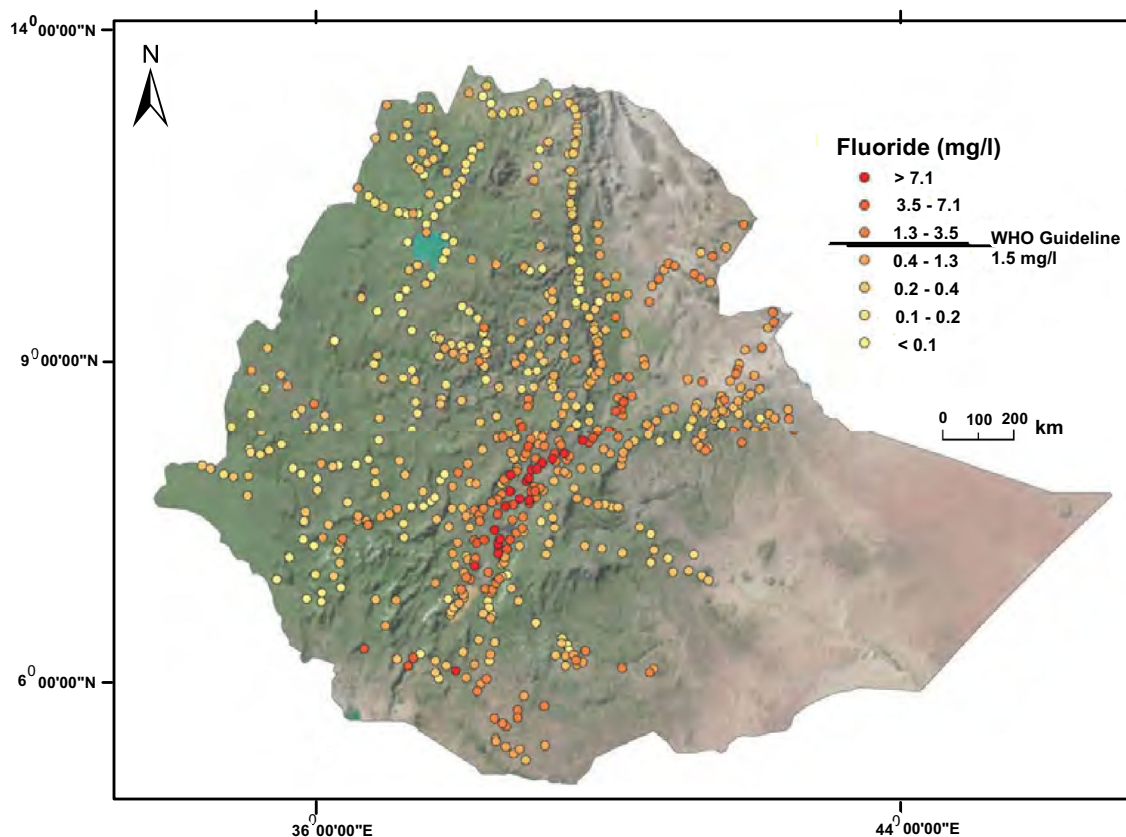 14⁰00'00"N
N
Fluoride (mg/l)
> 7.1
3.5 - 7.1
1.3 - 3.5
WHO Guideline
1.5 mg/l
0.4 - 1.3
0.2 - 0.4
0.1 - 0.2
< 0.1
9⁰00'00"N
0 100 200 km
6⁰00'00"N
36⁰00'00"E
44⁰00'00"E